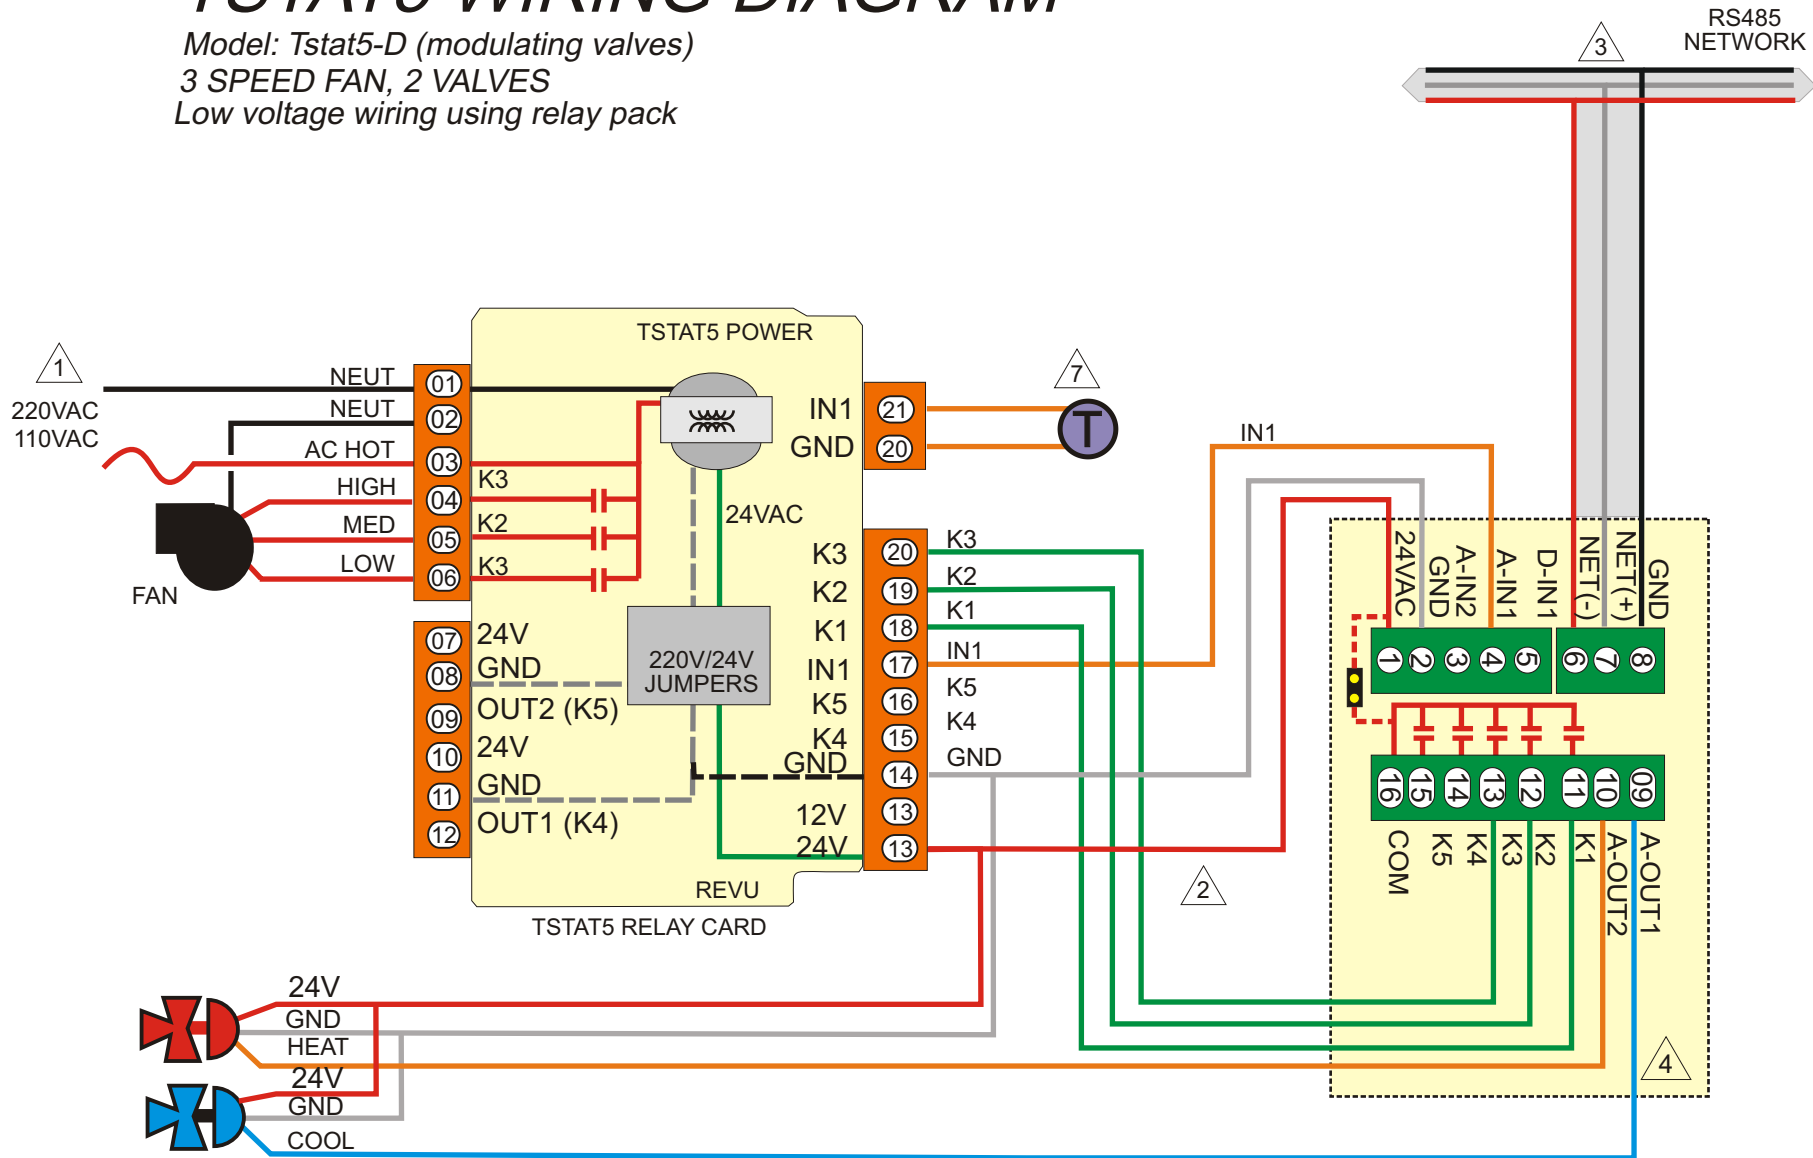 TSTAT5 WIRING DIAGRAM
Model: Tstat5-D (modulating valves)
3 SPEED FAN, 2 VALVES
Low voltage wiring using relay pack
RS485
NETWORK
3
1
220VAC
110VAC
NEUT
NEUT
AC HOT
HIGH
MED
LOW
FAN
01
02
03
04
05
06
K3
K2
K3
07
08
09
10
11
12
24V
GND
OUT2 (K5)
24V
GND
OUT1 (K4)
TSTAT5 POWER
24VAC
220V/24V
JUMPERS
IN1
GND
21
20
7
T
K3
K2
K1
IN1
K5
K4
GND
12V
24V
20
19
18
17
16
15
14
13
13
K3
K2
K1
IN1
K5
K4
GND
REVU
TSTAT5 RELAY CARD
IN1
2
24VAC
GND
A-IN2
A-IN1
D-IN1
NET(-)
NET(+)
GND
1
2
3
4
5
6
7
8
16
15
14
13
12
11
10
09
COM
K5
K4
K3
K2
K1
A-OUT2
A-OUT1
4
24V
GND
HEAT
24V
GND
COOL